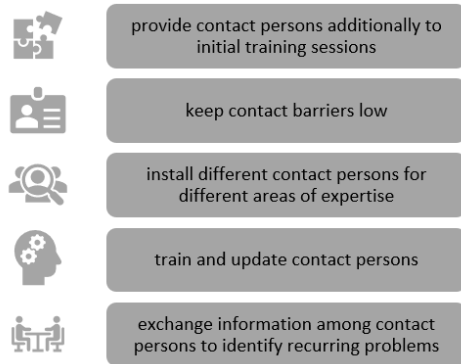 provide contact persons additionally to
initial training sessions
keep contact barriers low
install different contact persons for
different areas of expertise
train and update contact persons
exchange information among contact
persons to identify recurring problems